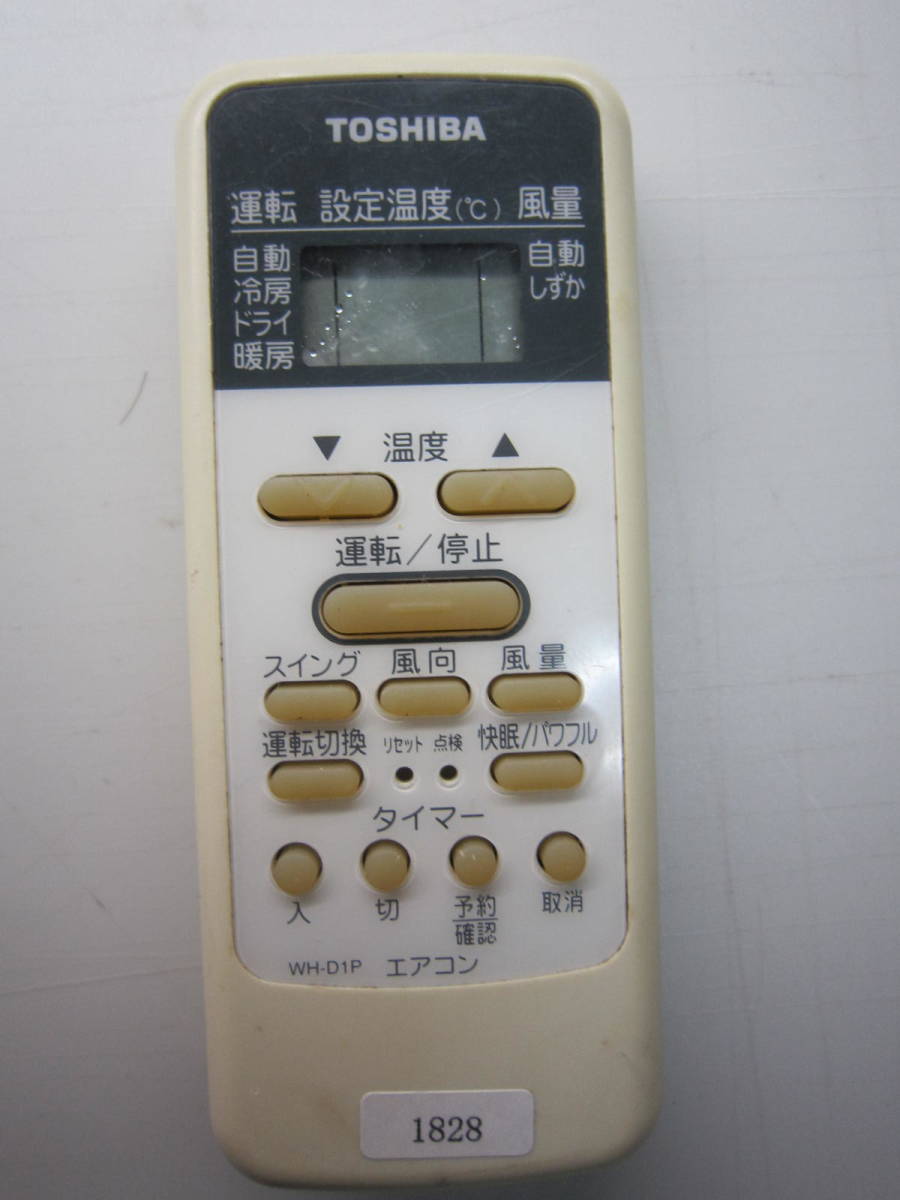 TOSHIBA
運転 設定温度(℃) 風量
自動 自動
冷房 しずか
ドライ
暖房
▼ 温度 ▲
運転/停止
スイング 風向 風量
運転切換 リセット 点検 快眠/パワフル
タイマー
入 切 予約 取消
確認
WH-D1P エアコン
1828